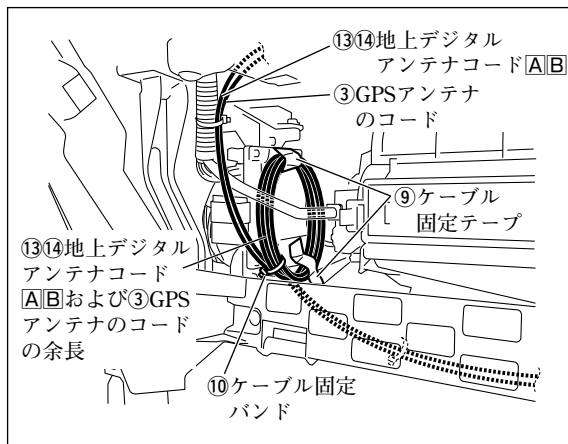 ⑬⑭地上デジタル
アンテナコードAB
③GPSアンテナ
のコード
⑨ケーブル
固定テープ
⑬⑭地上デジタル
アンテナコード
ABおよび③GPS
アンテナのコード
の余長
⑩ケーブル固定
バンド